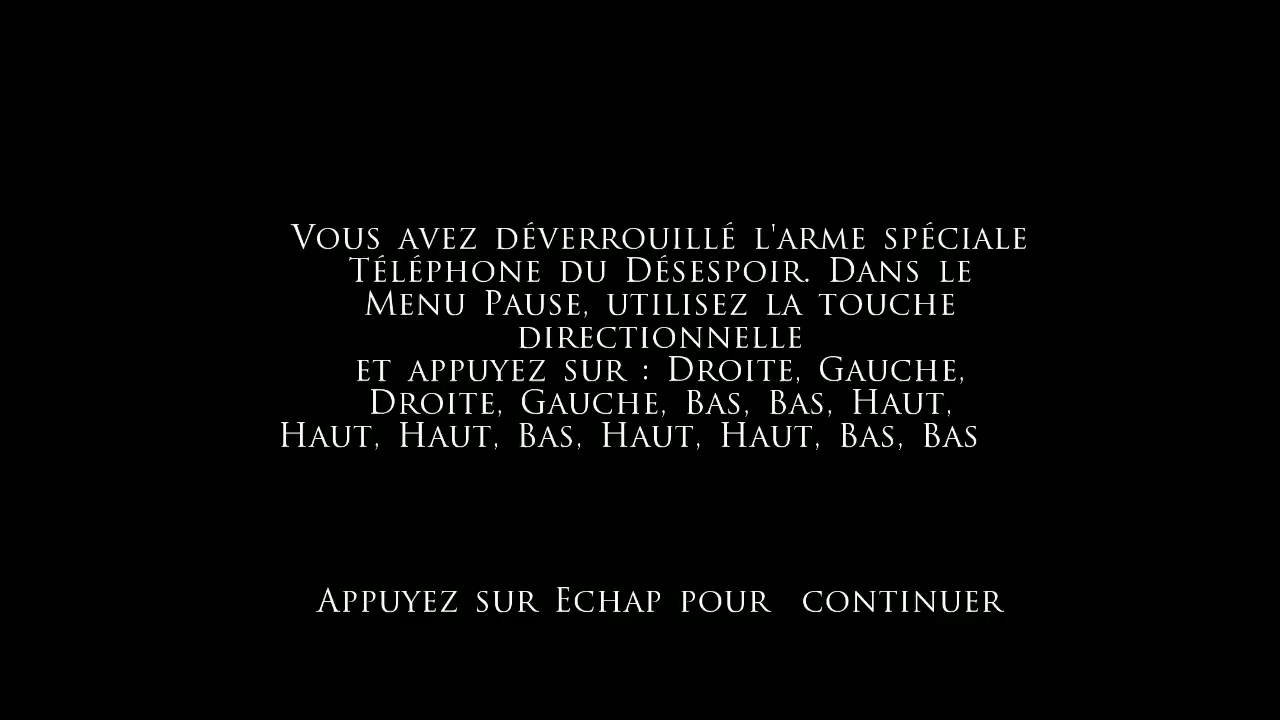 Vous avez déverrouillé l'arme spéciale
Téléphone du Désespoir. Dans le
Menu Pause, utilisez la touche
directionnelle
et appuyez sur : Droite, Gauche,
Droite, Gauche, Bas, Bas, Haut,
Haut, Haut, Bas, Haut, Haut, Bas, Bas
Appuyez sur Echap pour continuer